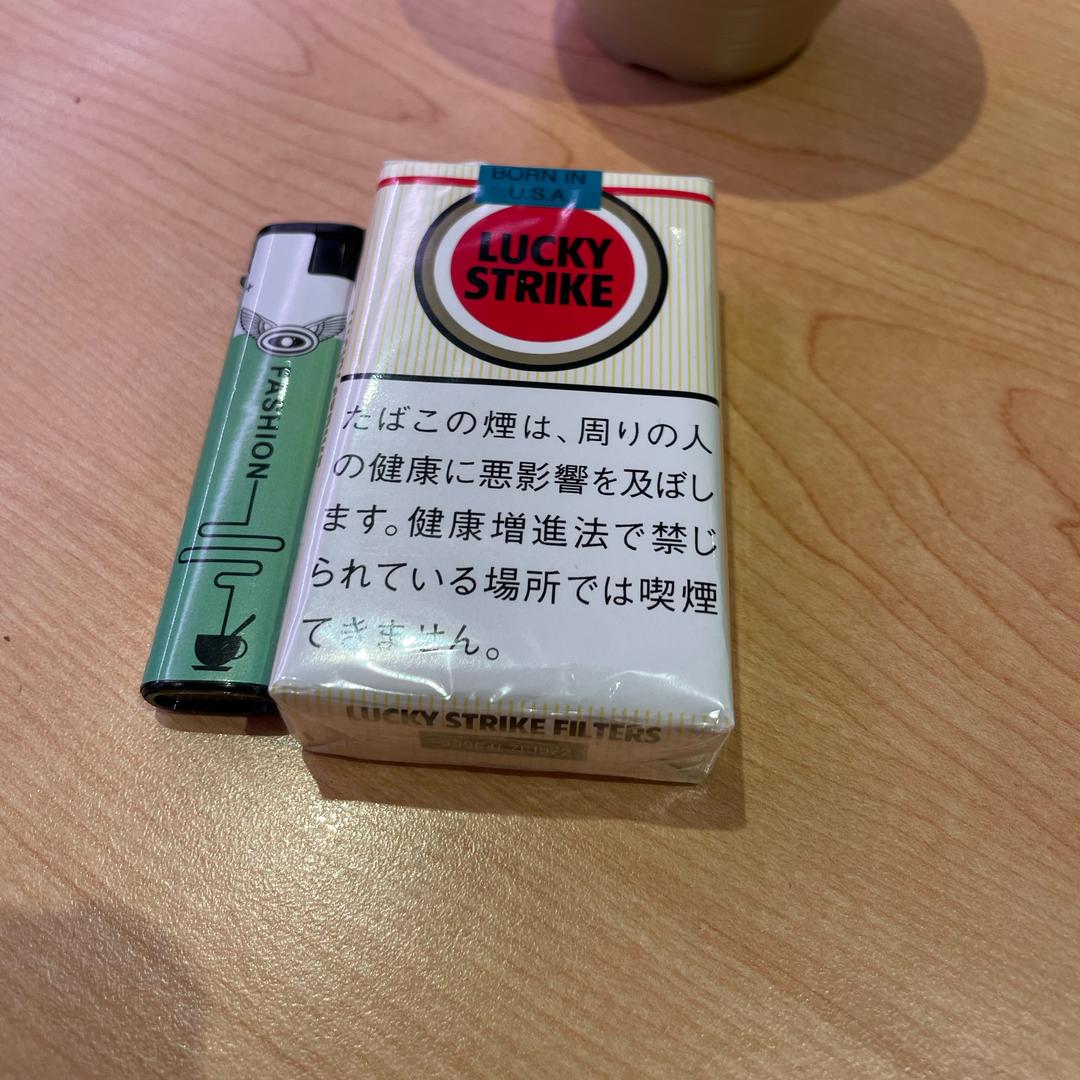 BORN IN
U.S.A
LUCKY
STRIKE
たばこの煙は、周りの人
の健康に悪影響を及ぼし
ます。健康増進法で禁じ
られている場所では喫煙
できません。
LUCKY STRIKE FILTERS
FASHION